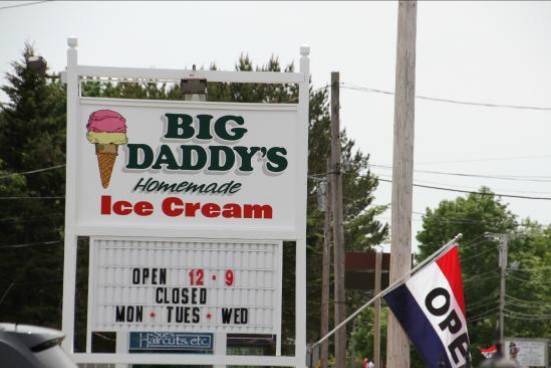 BIG
DADDY'S
Homemade
Ice Cream
OPEN 12 • 9
CLOSED
MON • TUES • WED
Haircuts, etc.
OPE